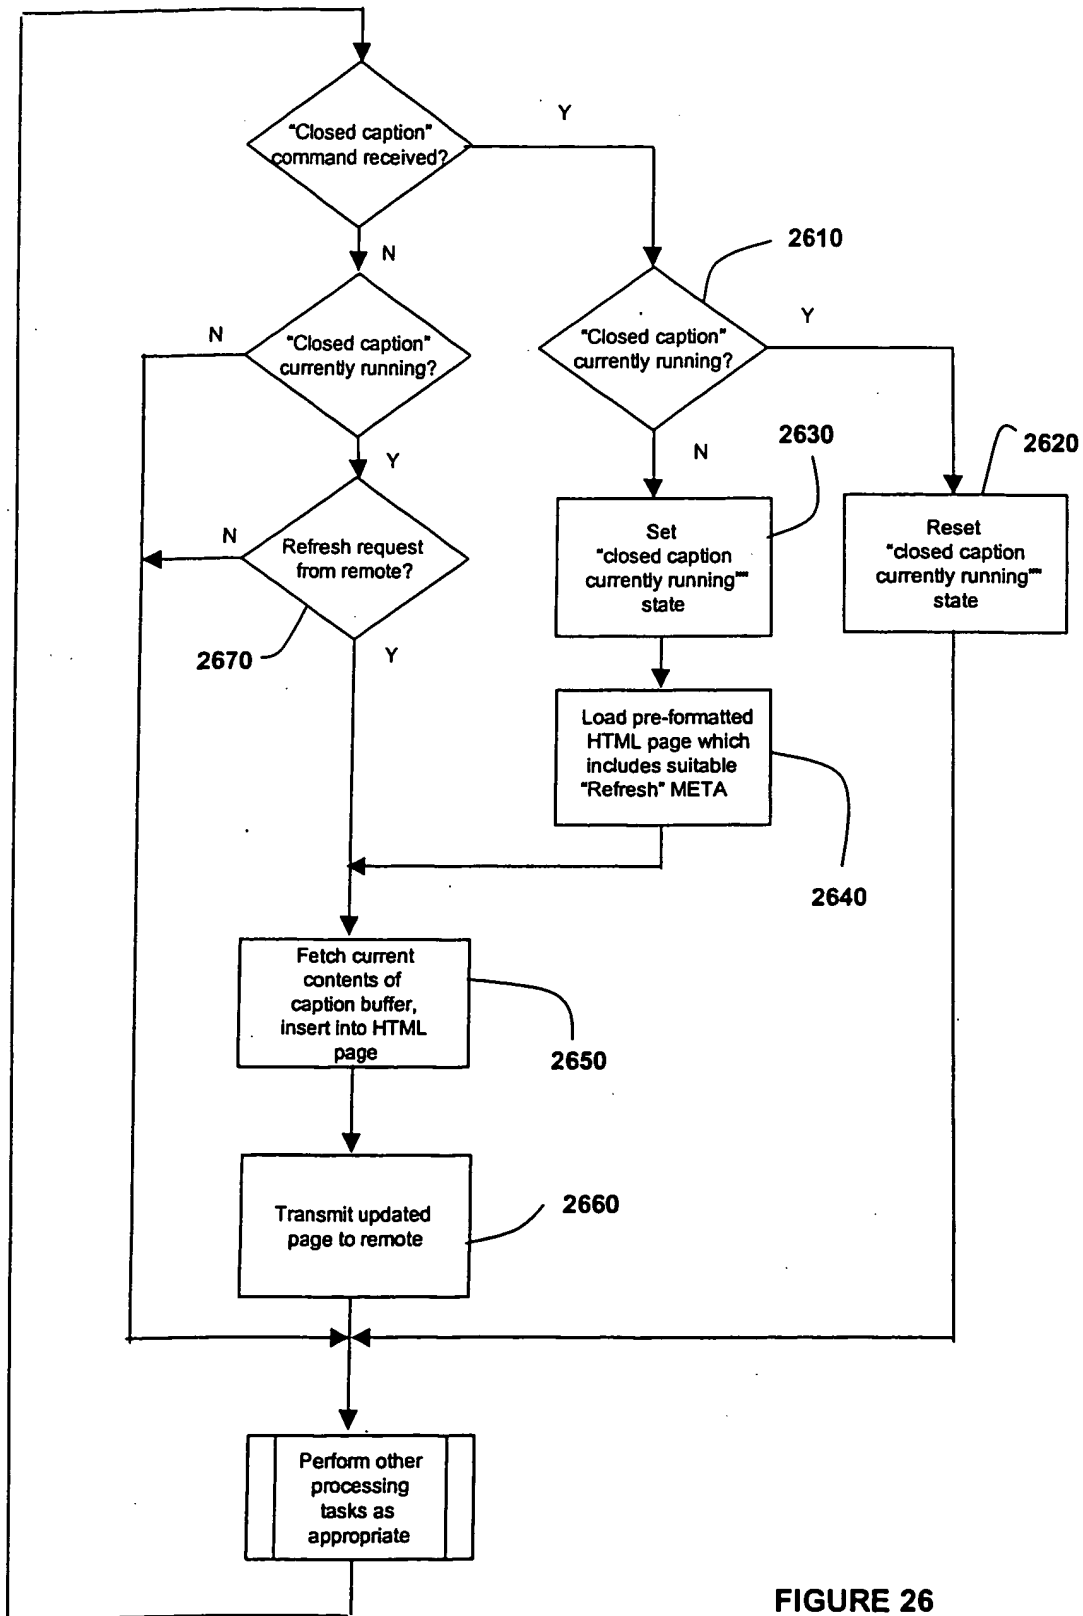 "Closed caption"
command received?
Y
N
2610
"Closed caption"
currently running?
N
"Closed caption"
currently running?
Y
Y
N
2630
2620
Refresh request
from remote?
N
Set
"closed caption
currently running""
state
Reset
"closed caption
currently running""
state
2670
Y
Load pre-formatted
HTML page which
includes suitable
"Refresh" META
2640
Fetch current
contents of
caption buffer,
insert into HTML
page
2650
Transmit updated
page to remote
2660
Perform other
processing
tasks as
appropriate
FIGURE 26